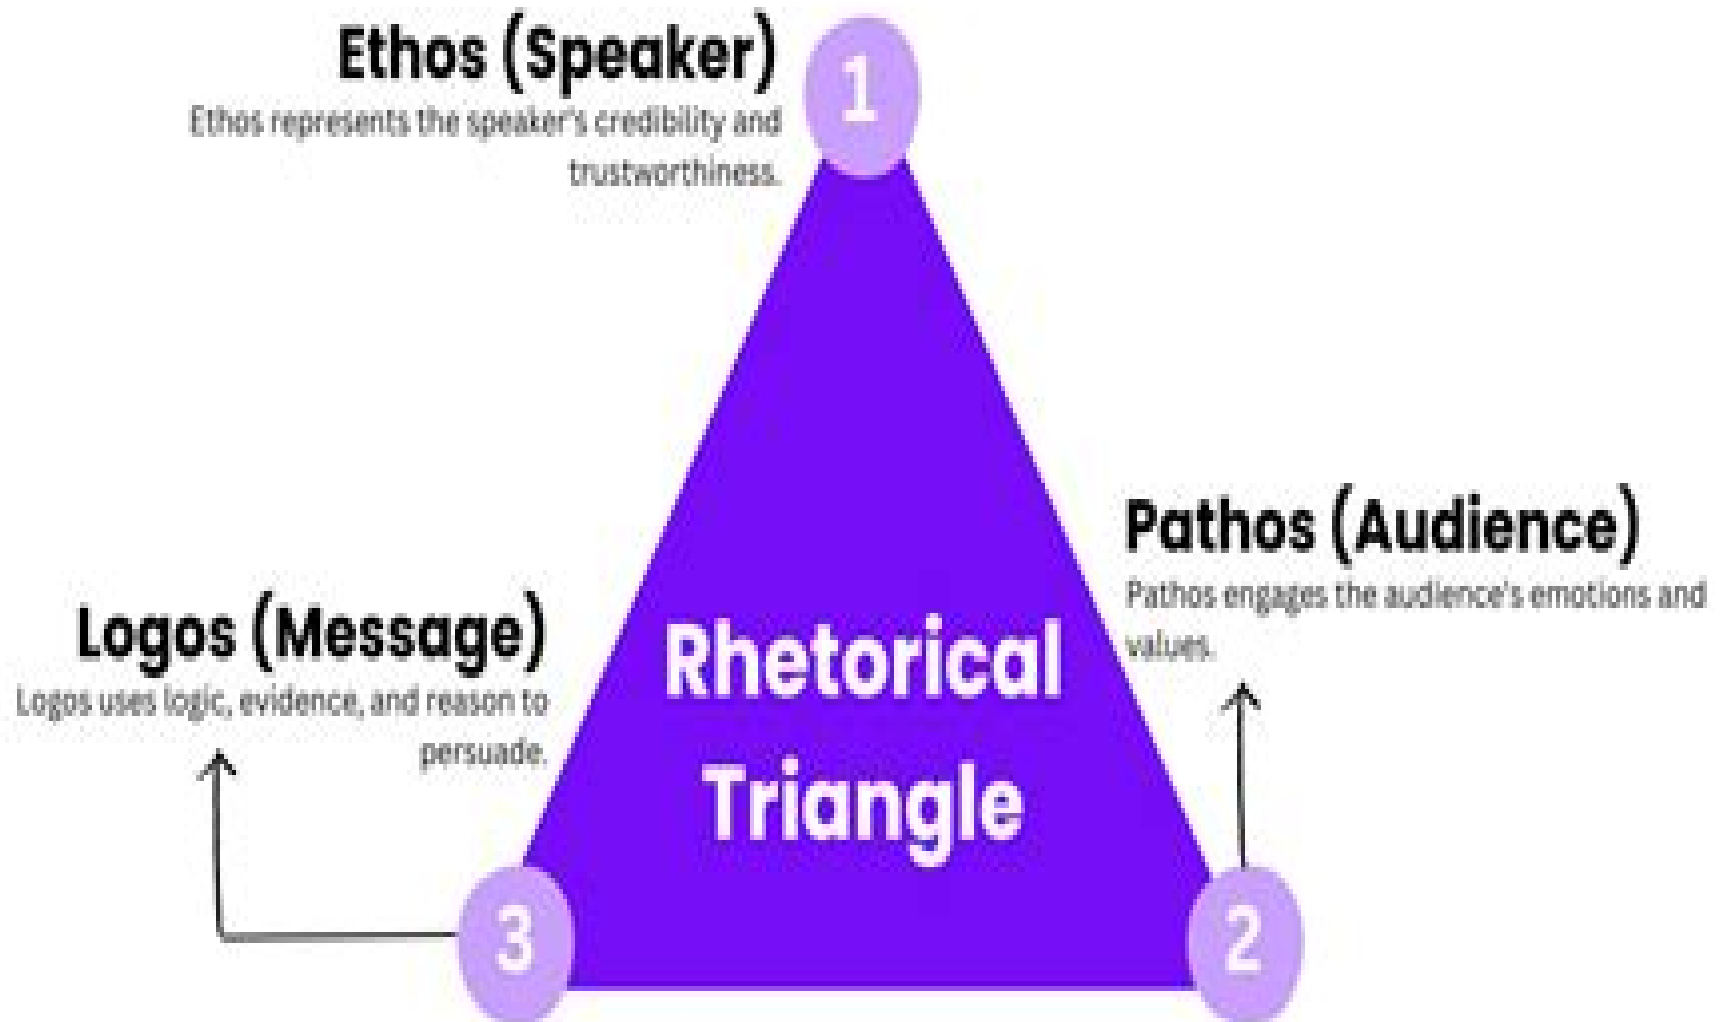 Ethos (Speaker)
Ethos represents the speaker's credibility and
trustworthiness.
1
Pathos (Audience)
Pathos engages the audience's emotions and
values.
Logos (Message)
Logos uses logic, evidence, and reason to
persuade.
Rhetorical
Triangle
3
2